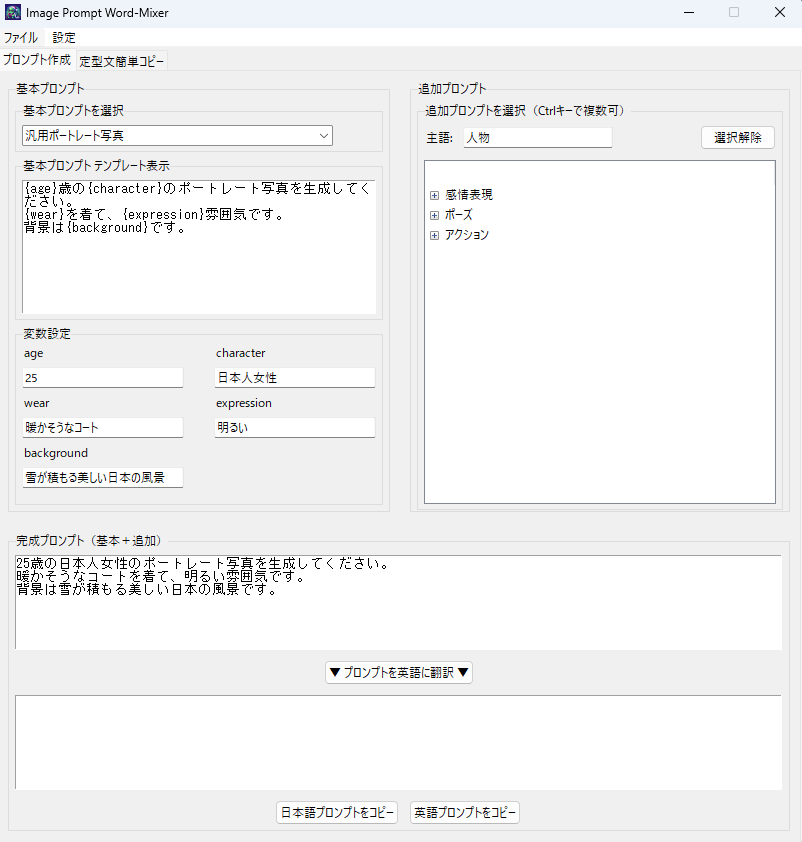 Image Prompt Word-Mixer
ファイル 設定
プロンプト作成 定型文簡単コピー
基本プロンプト
基本プロンプトを選択
汎用ポートレート写真
基本プロンプト テンプレート表示
{age}歳の{character}のポートレート写真を生成してく
ださい。
{wear}を着て、{expression}雰囲気です。
背景は{background}です。
変数設定
age character
25 日本人女性
wear expression
暖かそうなコート 明るい
background
雪が積もる美しい日本の風景
追加プロンプト
追加プロンプトを選択（Ctrlキーで複数可）
主語: 人物 選択解除
感情表現
ポーズ
アクション
完成プロンプト（基本＋追加）
25歳の日本人女性のポートレート写真を生成してください。
暖かそうなコートを着て、明るい雰囲気です。
背景は雪が積もる美しい日本の風景です。
▼ プロンプトを英語に翻訳 ▼
日本語プロンプトをコピー 英語プロンプトをコピー